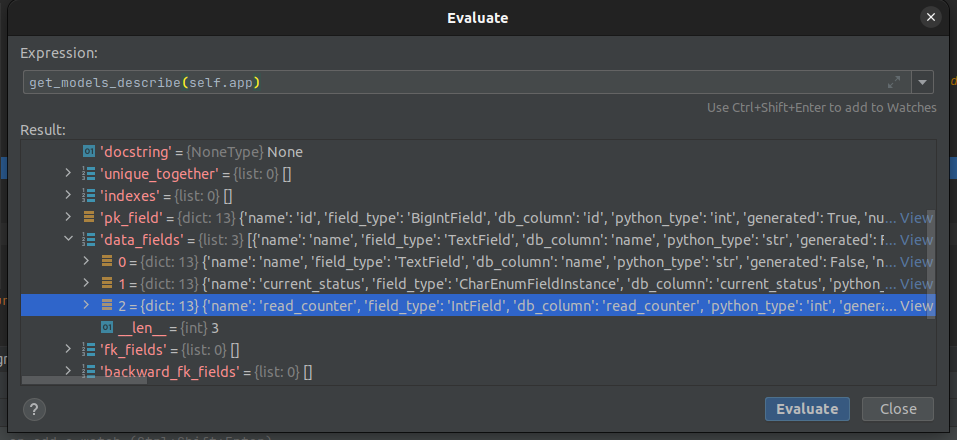 Evaluate
Expression:
get_models_describe(self.app)
Use Ctrl+Shift+Enter to add to Watches
Result:
'docstring' = {NoneType} None
'unique_together' = {list: 0} []
'indexes' = {list: 0} []
'pk_field' = {dict: 13} {'name': 'id', 'field_type': 'BigIntField', 'db_column': 'id', 'python_type': 'int', 'generated': True, 'nu... View
'data_fields' = {list: 3} [{'name': 'name', 'field_type': 'TextField', 'db_column': 'name', 'python_type': 'str', 'generated': F... View
0 = {dict: 13} {'name': 'name', 'field_type': 'TextField', 'db_column': 'name', 'python_type': 'str', 'generated': False, 'n... View
1 = {dict: 13} {'name': 'current_status', 'field_type': 'CharEnumFieldInstance', 'db_column': 'current_status', 'python_t... View
2 = {dict: 13} {'name': 'read_counter', 'field_type': 'IntField', 'db_column': 'read_counter', 'python_type': 'int', 'genera... View
__len__ = {int} 3
'fk_fields' = {list: 0} []
'backward_fk_fields' = {list: 0} []
? Evaluate Close